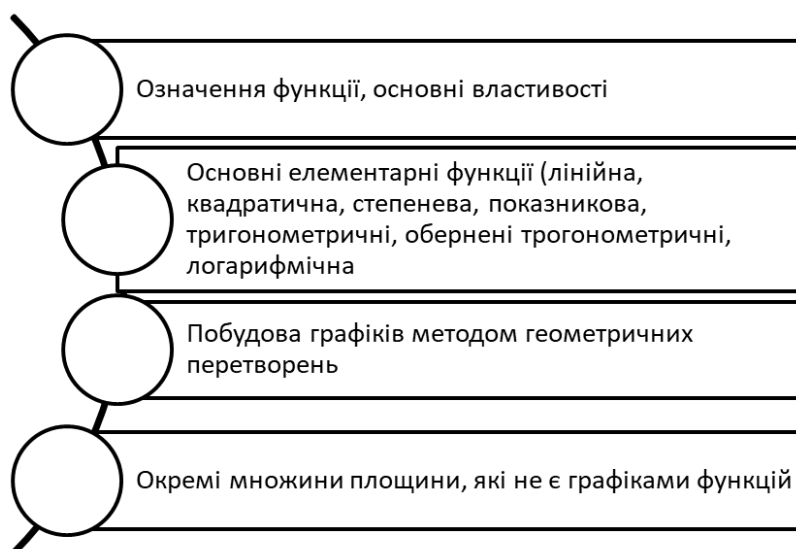 Означення функції, основні властивості
Основні елементарні функції (лінійна,
квадратична, степенева, показникова,
тригонометричні, обернені трогонометричні,
логарифмічна
Побудова графіків методом геометричних
перетворень
Окремі множини площини, які не є графіками функцій